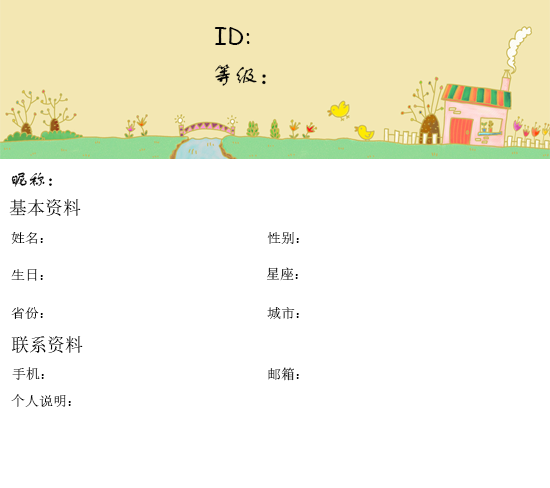 ID:
等级：
昵称：
基本资料
姓名： 性别：
生日： 星座：
省份： 城市：
联系资料
手机： 邮箱：
个人说明：